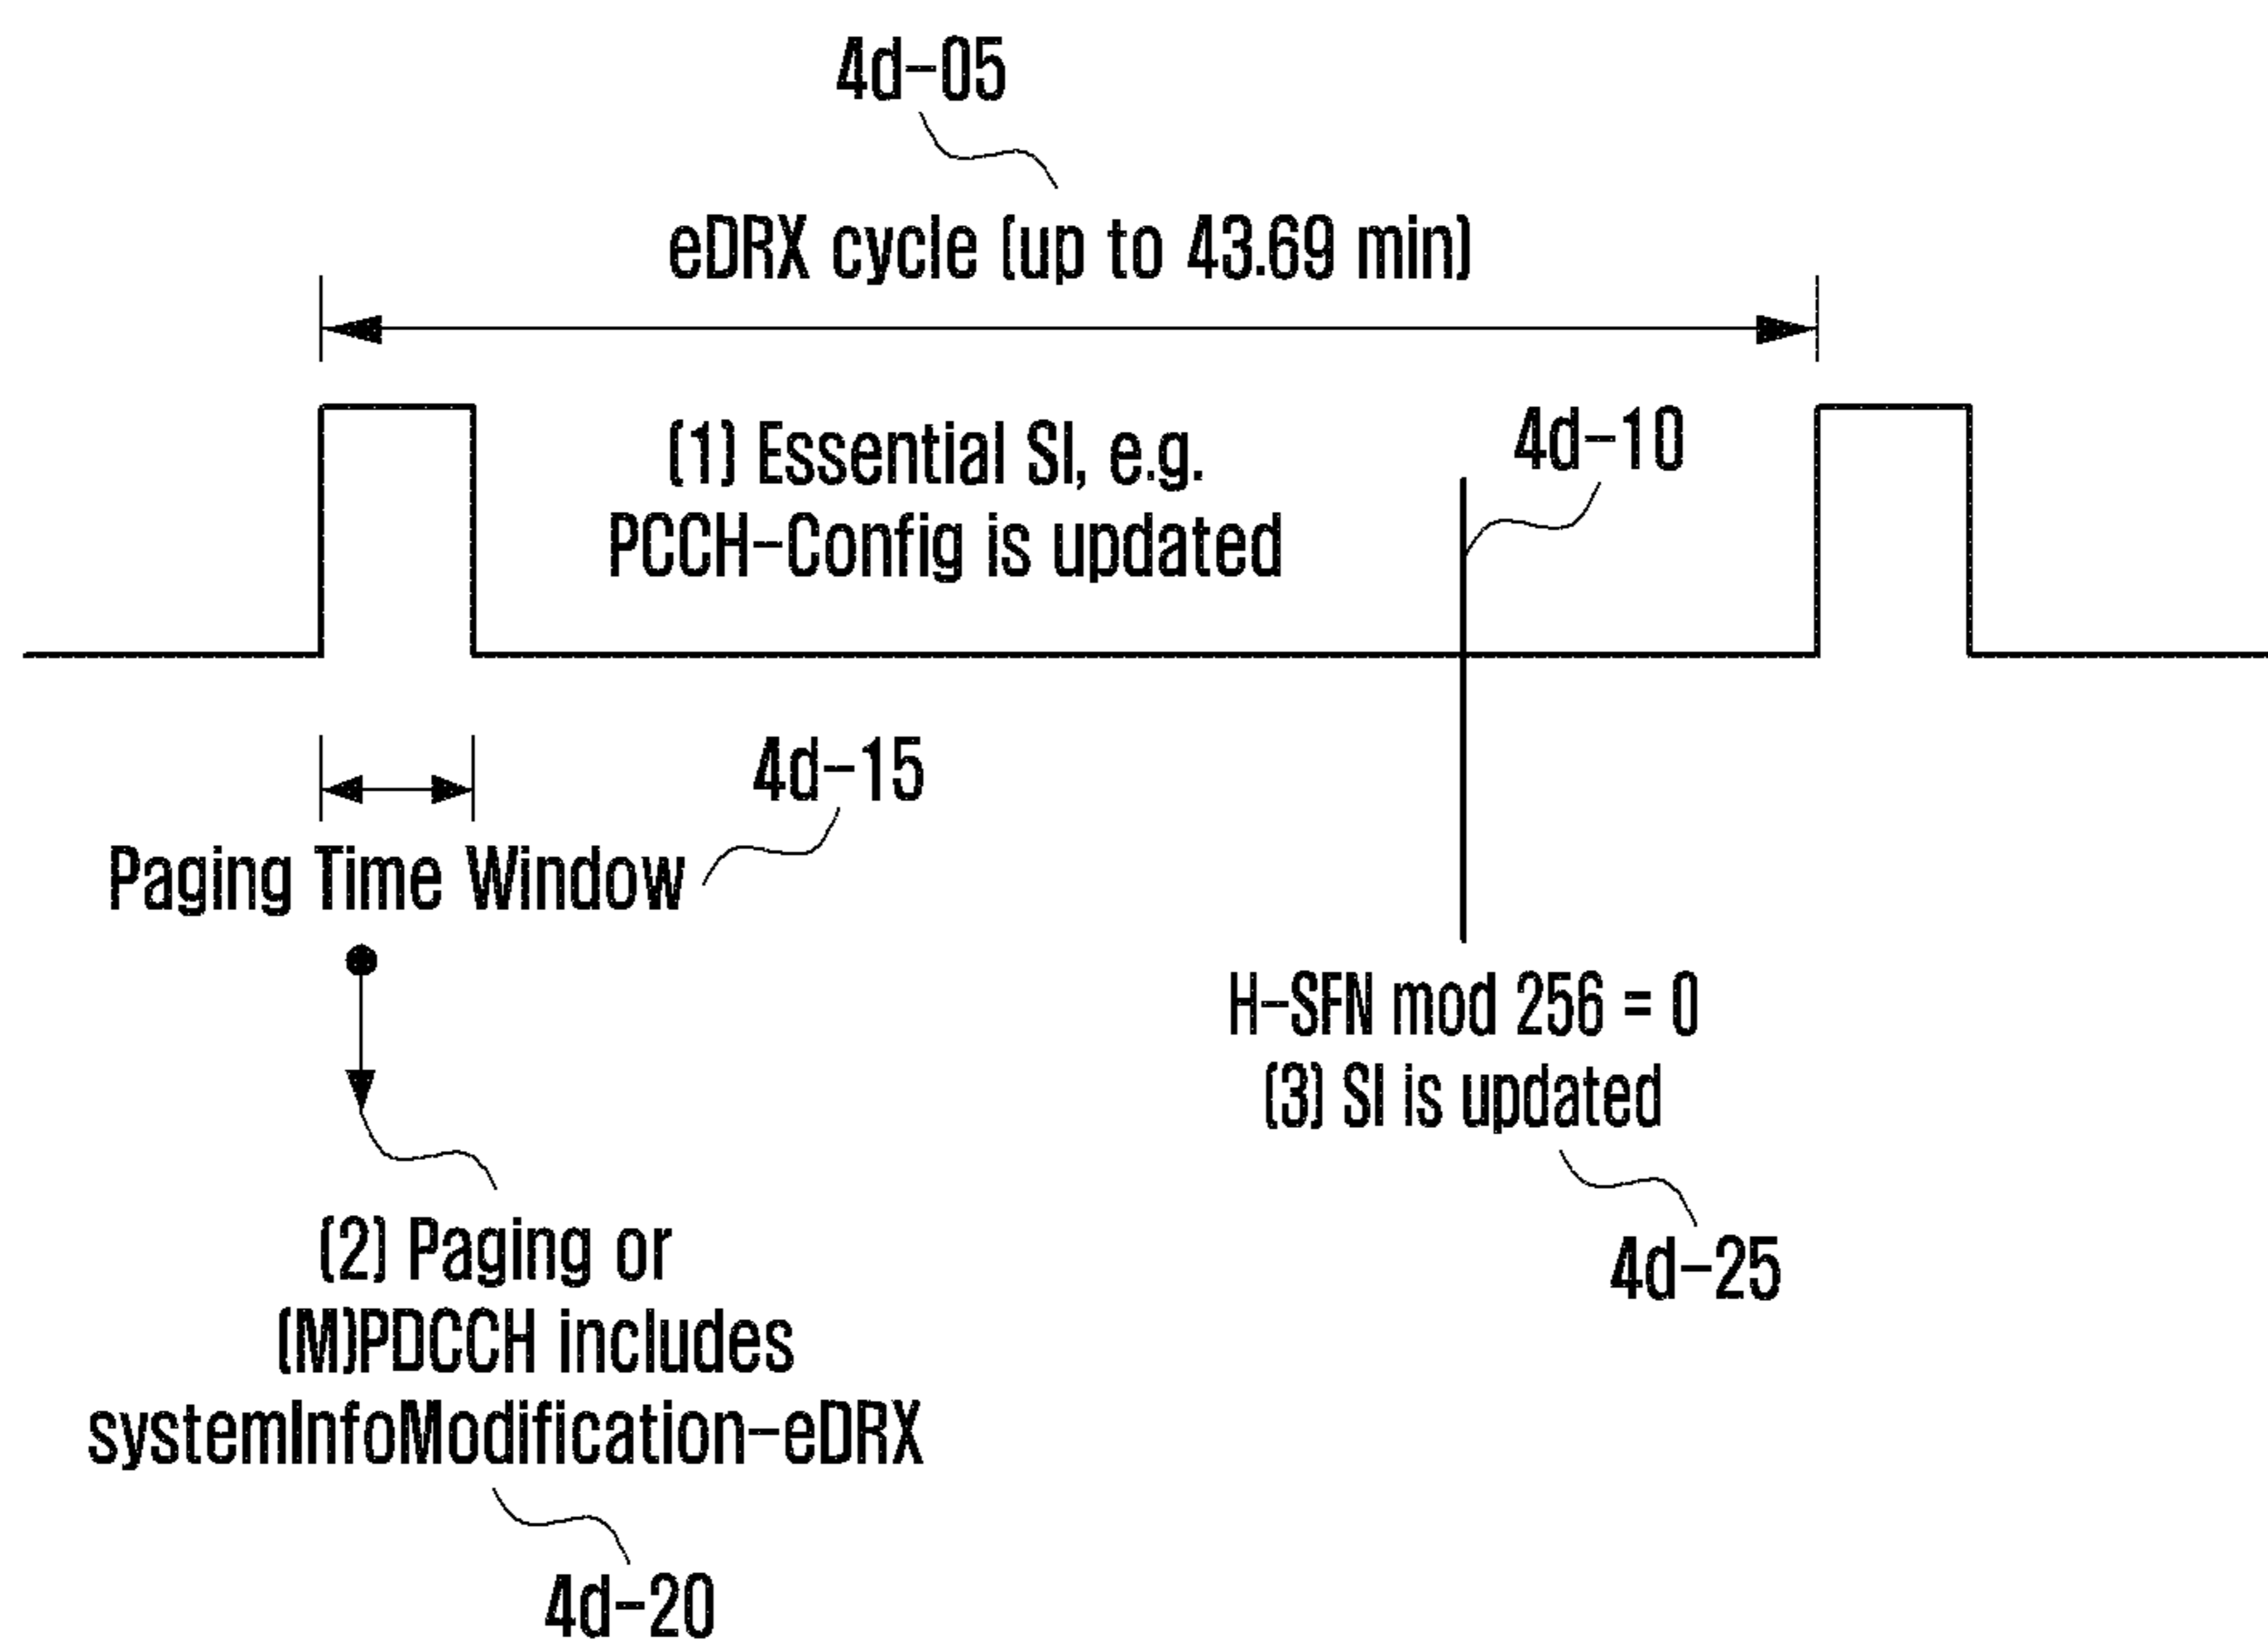 4d-05
eDRX cycle (up to 43.69 min)
(1) Essential SI, e.g.
PCCH-Config is updated
4d-10
4d-15
Paging Time Window
H-SFN mod 256 = 0
(3) SI is updated
4d-25
(2) Paging or
(M)PDCCH includes
systemInfoModification-eDRX
4d-20